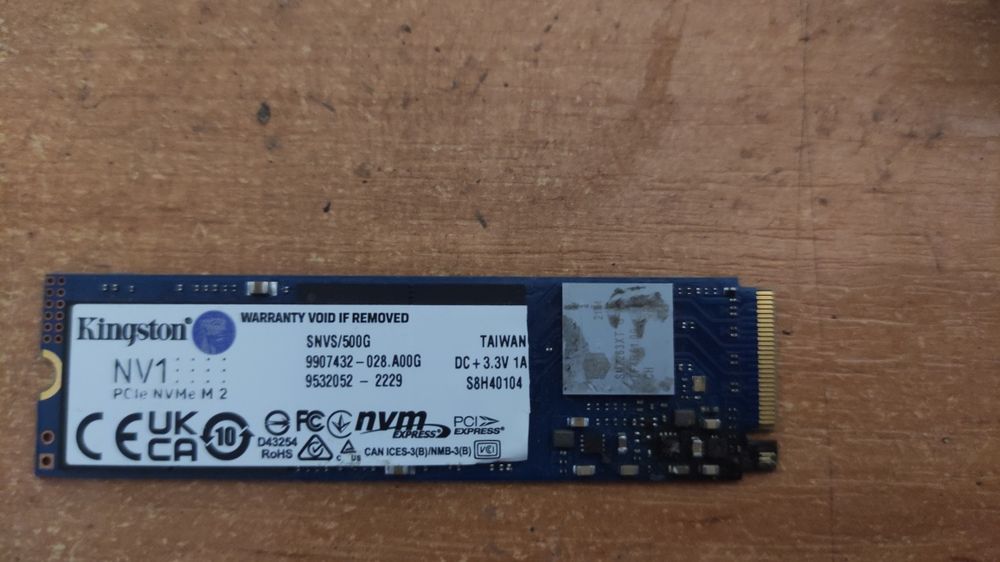 Kingston®
WARRANTY VOID IF REMOVED
SNVS/500G
TAIWAN
NV1
9907432-028.A00G
DC+3.3V 1A
PCIe NVMe M 2
9532052 - 2229
S8H40104
CE
UK
CA
10
D43254
RoHS
FC
nvm
EXPRESS®
PCI
EXPRESS®
c
us
CAN ICES-3(B)/NMB-3(B)
VCI